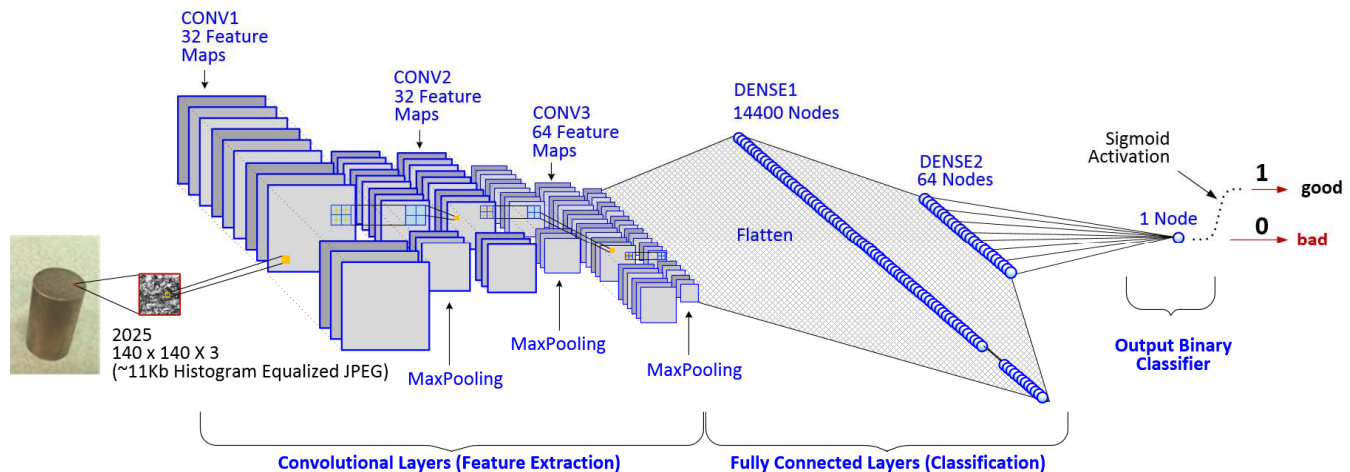 CONV1
32 Feature
Maps
CONV2
32 Feature
Maps
CONV3
64 Feature
Maps
DENSE1
14400 Nodes
DENSE2
64 Nodes
Sigmoid
Activation
1
good
1 Node
0
bad
Flatten
2025
140 x 140 X 3
(~11Kb Histogram Equalized JPEG)
MaxPooling
MaxPooling
MaxPooling
Output Binary
Classifier
Convolutional Layers (Feature Extraction)
Fully Connected Layers (Classification)